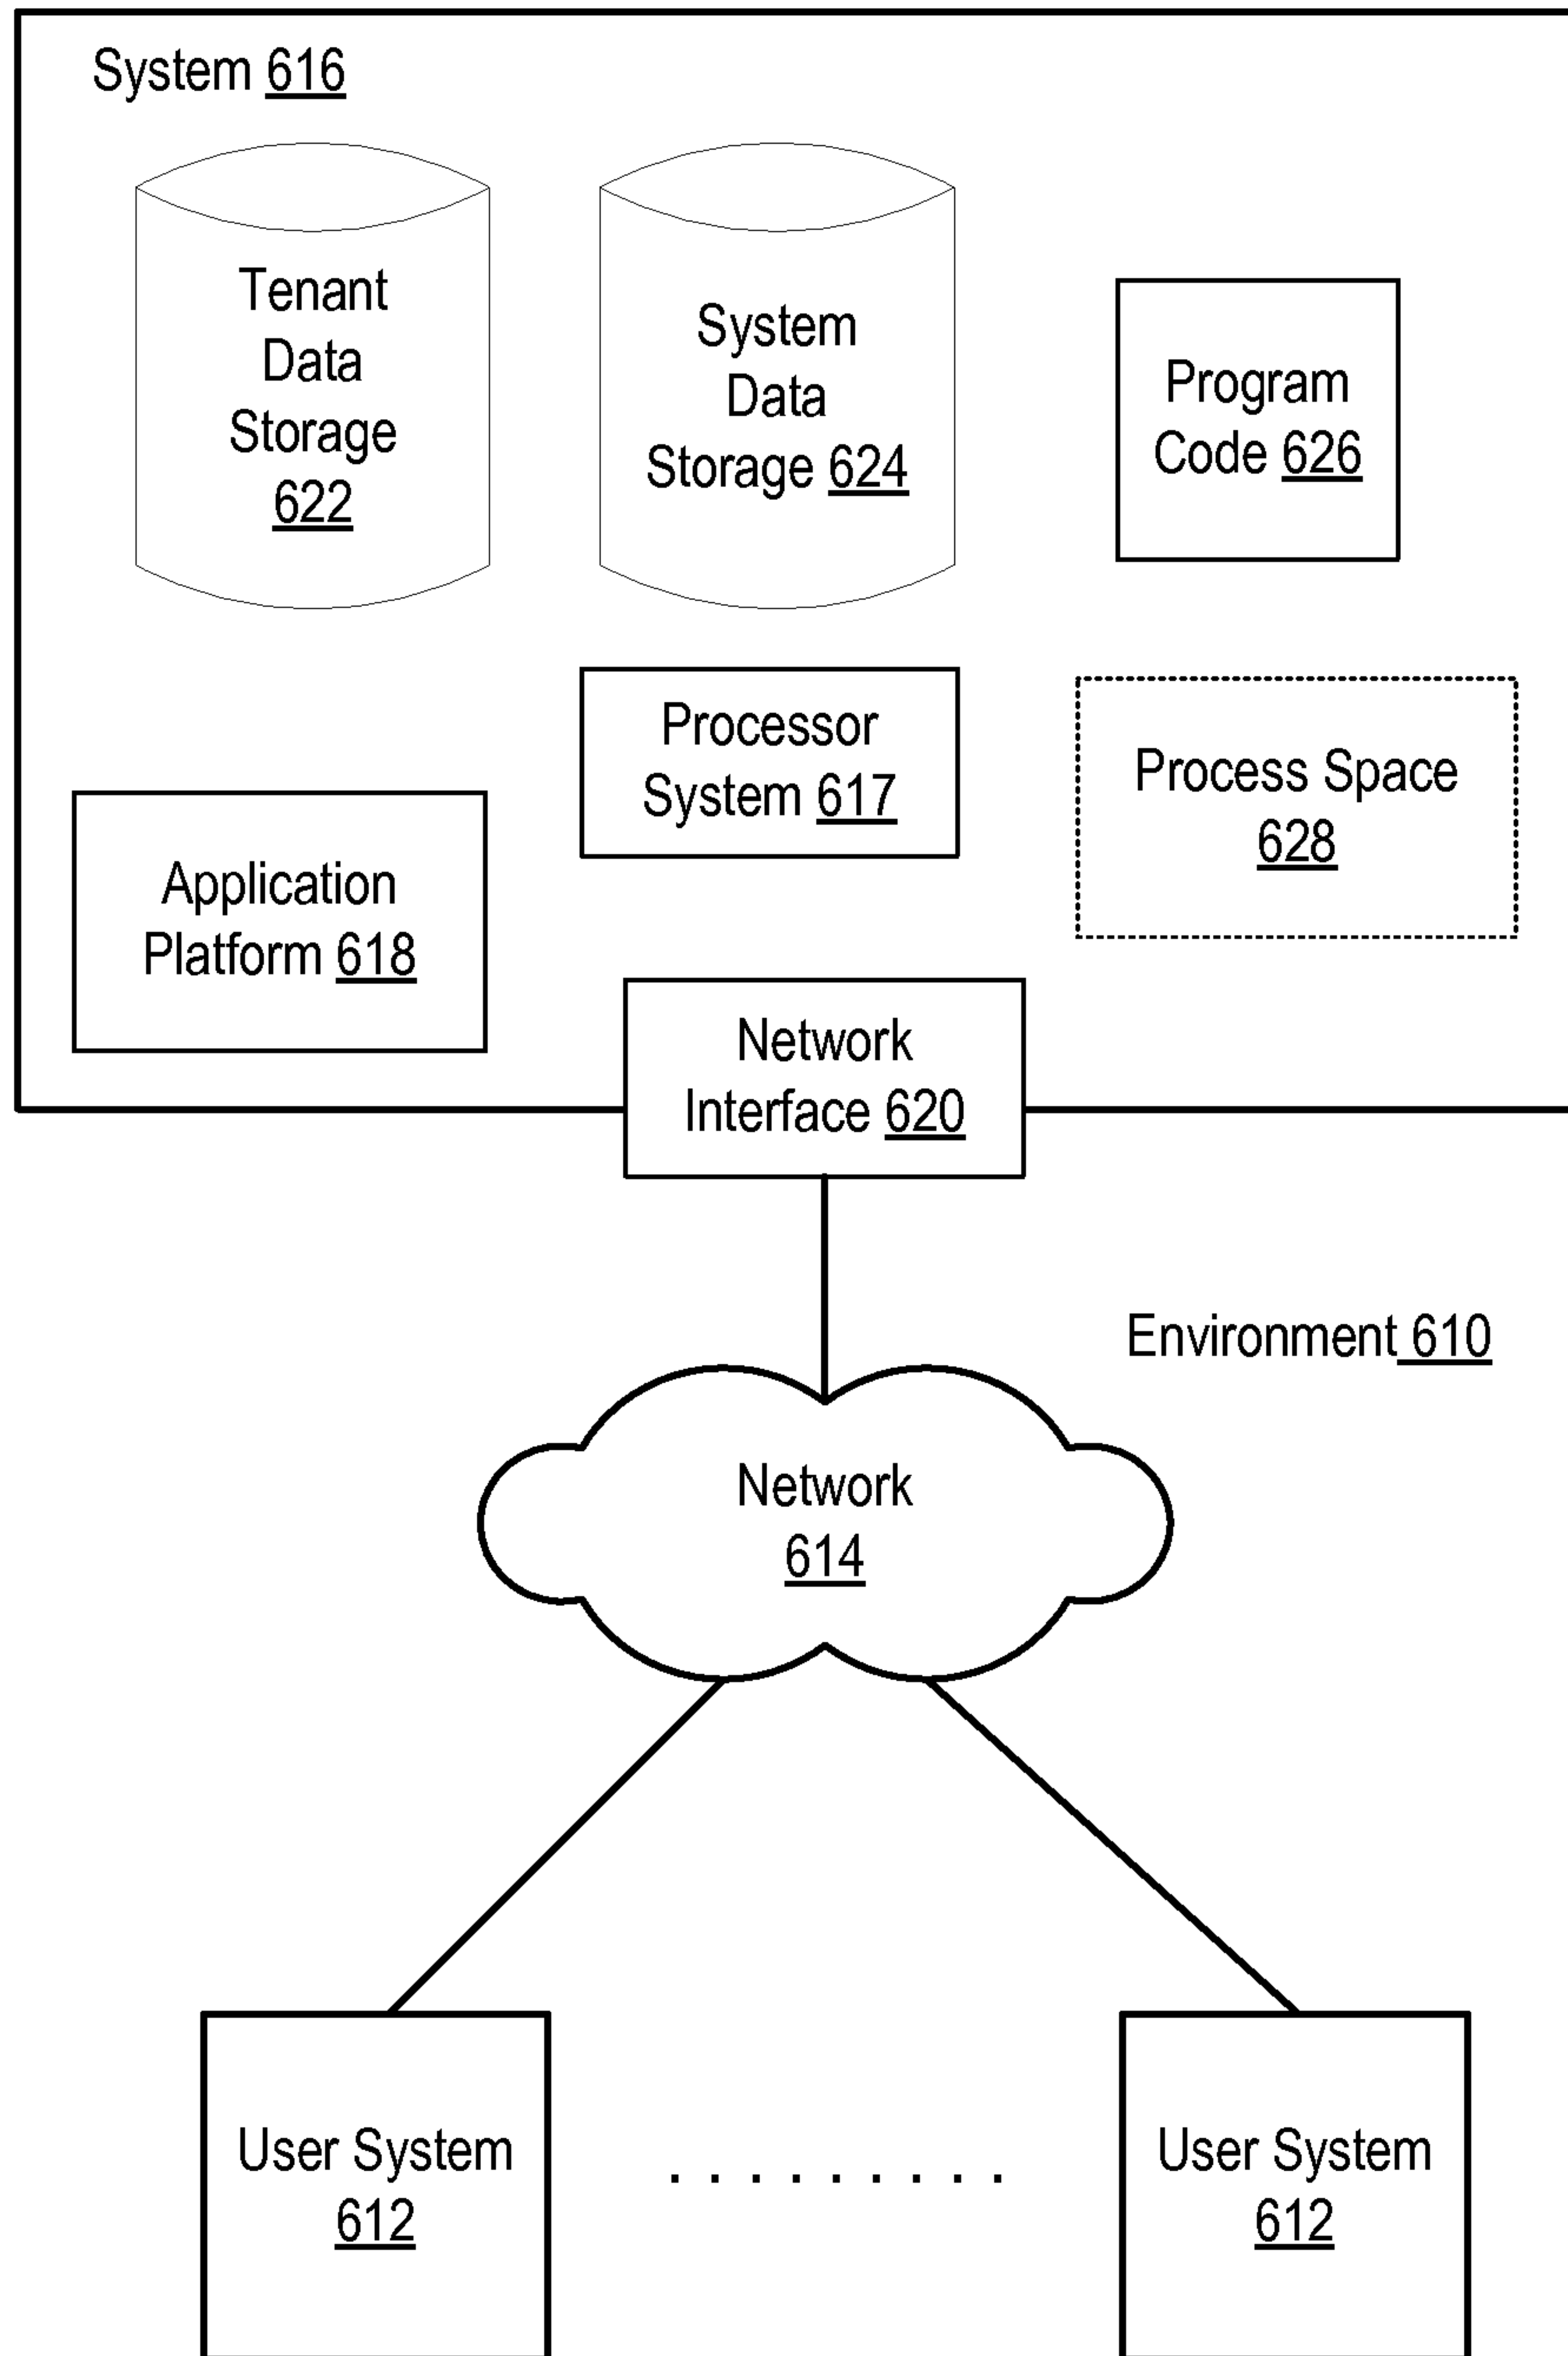 System 616
Tenant
Data
Storage
622
System
Data
Storage 624
Program
Code 626
Processor
System 617
Process Space
628
Application
Platform 618
Network
Interface 620
Environment 610
Network
614
User System
612
. . . . . . . . .
User System
612